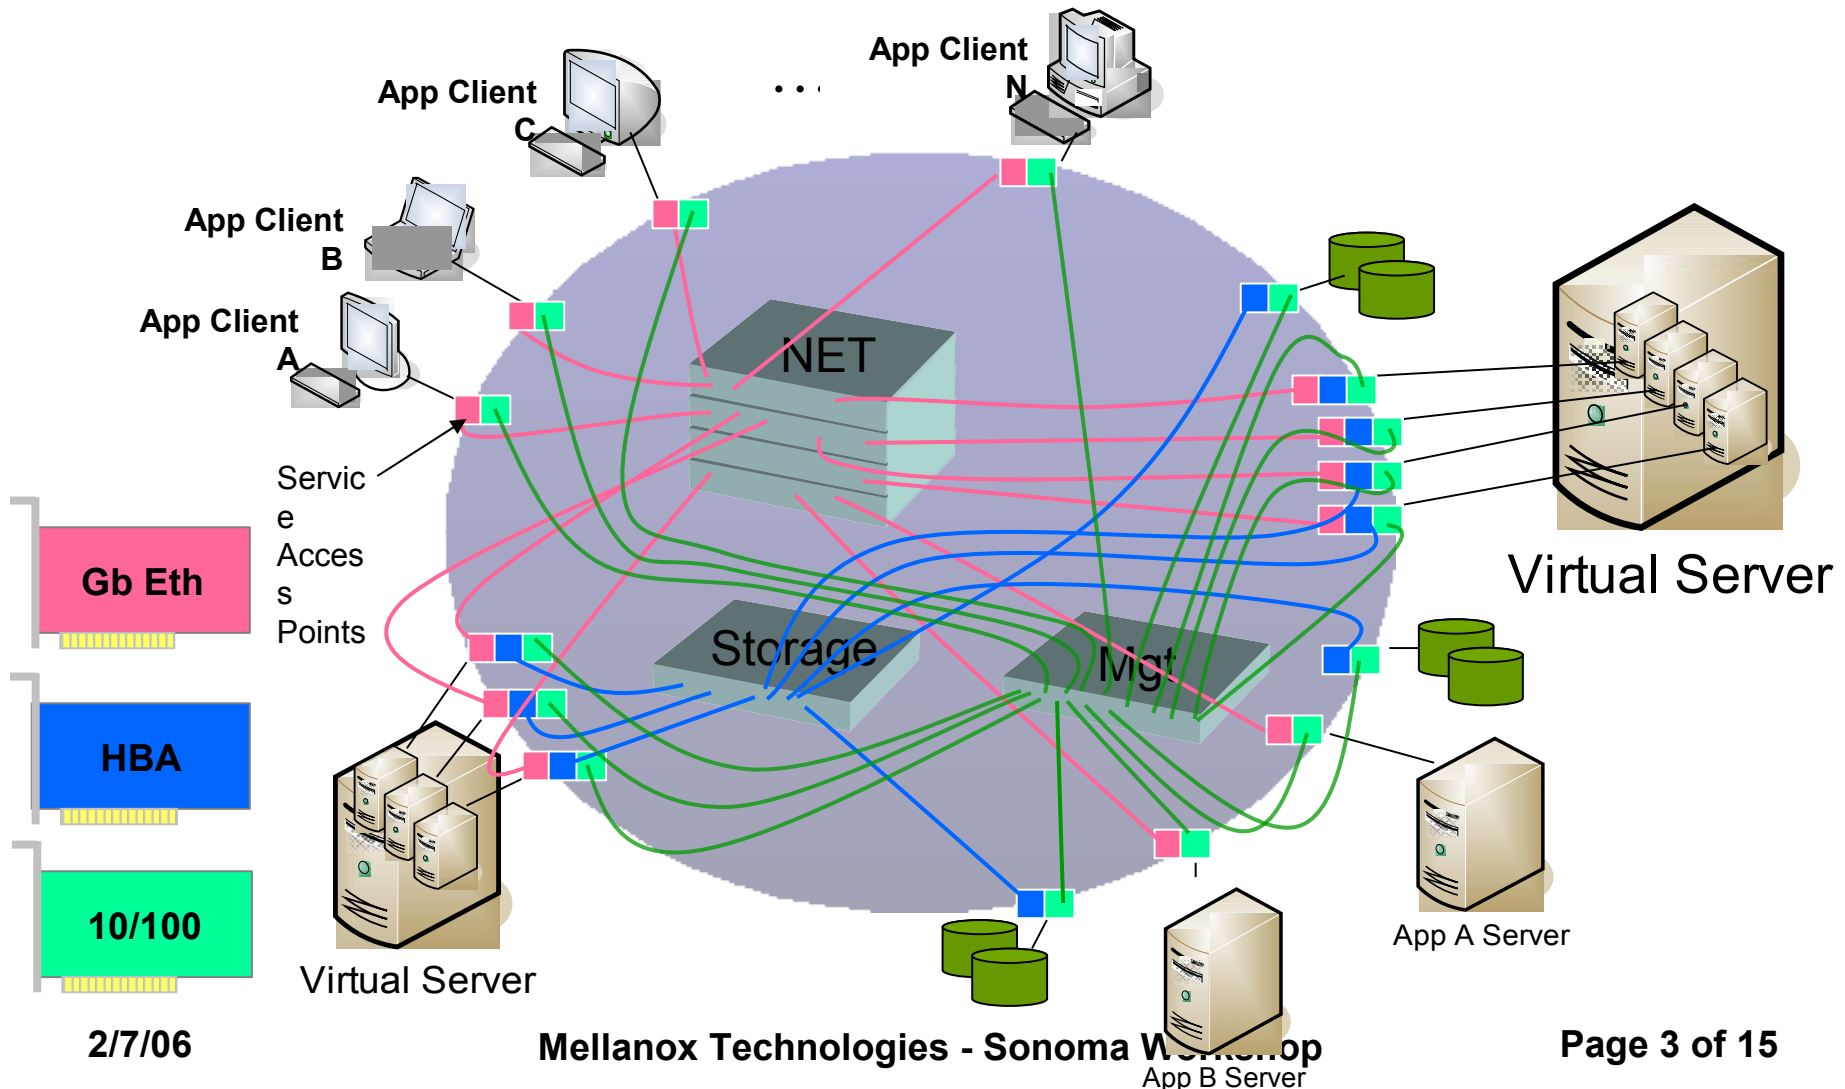 App Client
N
App Client
C
...
App Client
B
App Client
A
NET
Servic
e
Acces
s
Points
Gb Eth
HBA
10/100
Storage
Mgt
Virtual Server
Virtual Server
App A Server
App B Server
2/7/06
Mellanox Technologies - Sonoma Workshop
Page 3 of 15